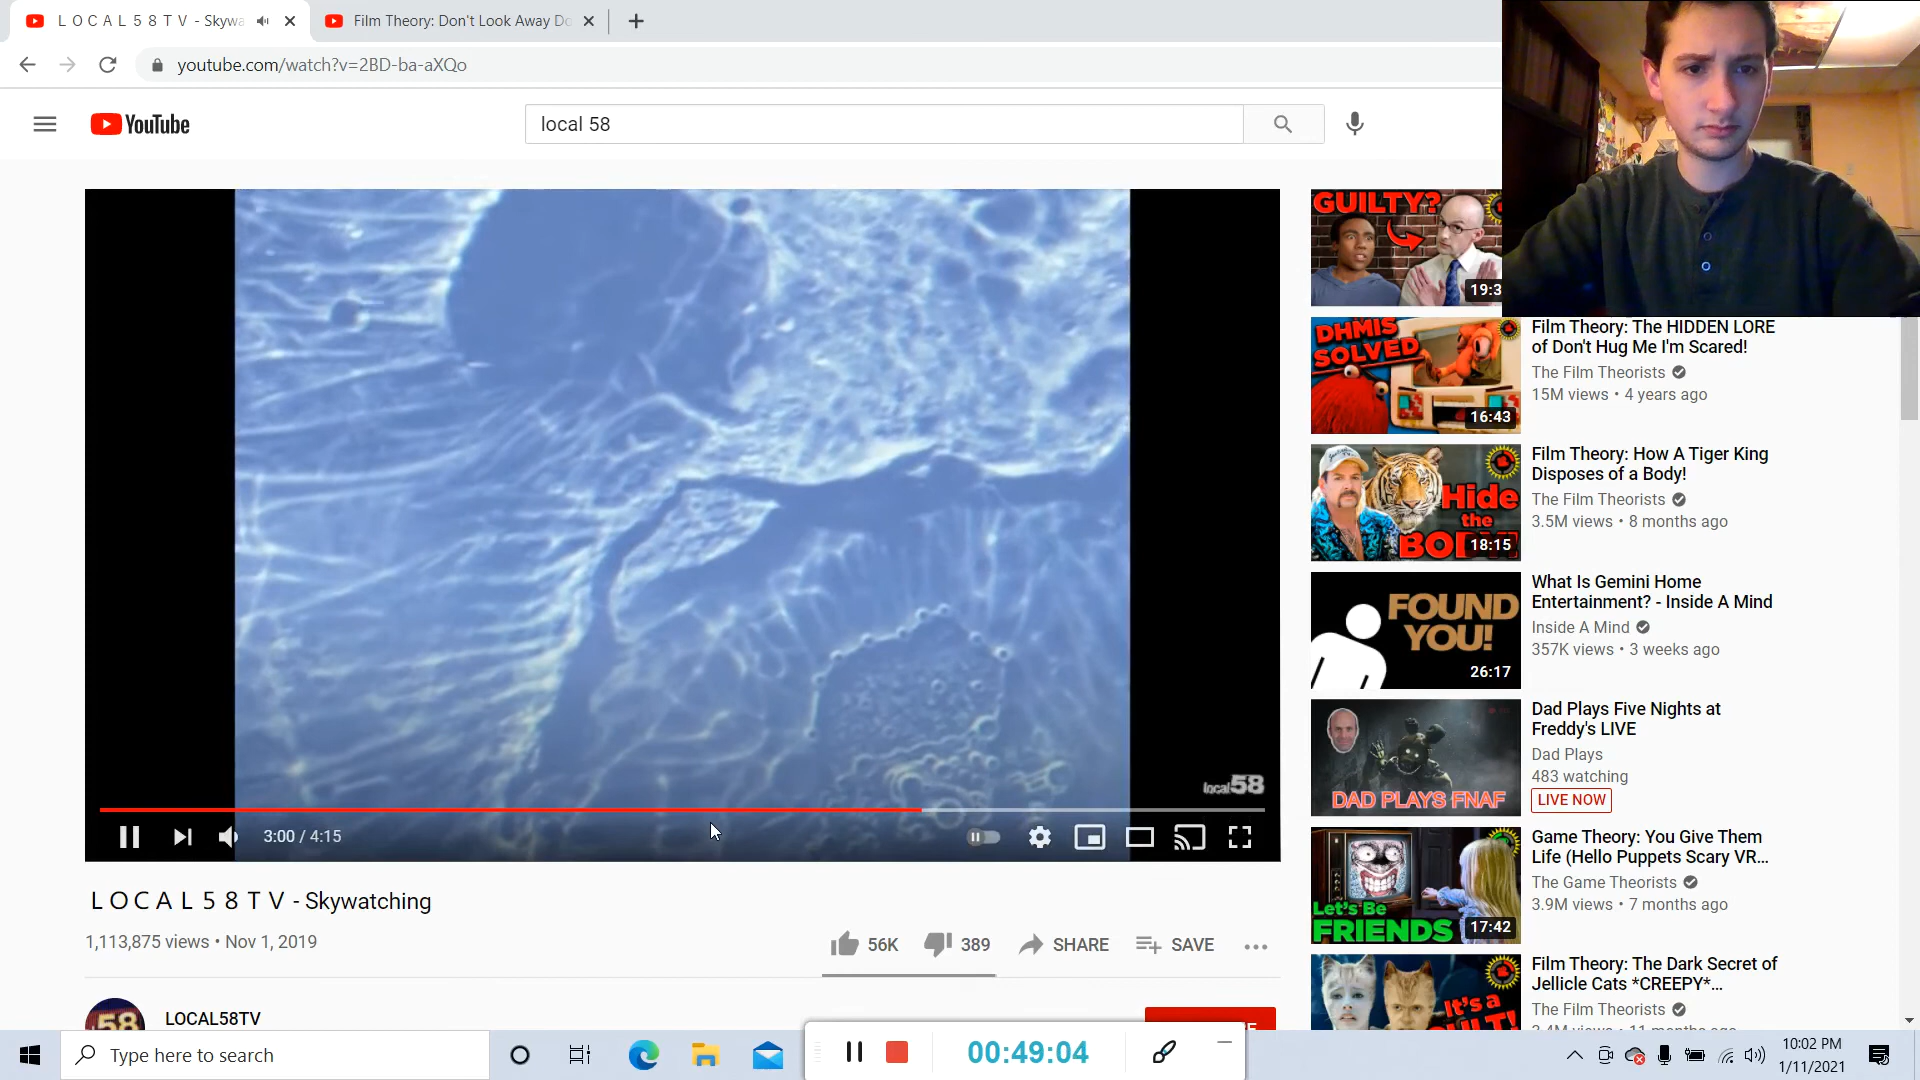 L O C A L 5 8 T V - Skywa
Film Theory: Don't Look Away Do
youtube.com/watch?v=2BD-ba-aXQo
YouTube
local 58
GUILTY?
19:3
DHMIS
SOLVED
16:43
Film Theory: The HIDDEN LORE
of Don't Hug Me I'm Scared!
The Film Theorists
15M views • 4 years ago
Hide
the
BODY!
18:15
Film Theory: How A Tiger King
Disposes of a Body!
The Film Theorists
3.5M views • 8 months ago
FOUND
YOU!
26:17
What Is Gemini Home
Entertainment? - Inside A Mind
Inside A Mind
357K views • 3 weeks ago
DAD PLAYS FNAF
Dad Plays Five Nights at
Freddy's LIVE
Dad Plays
483 watching
LIVE NOW
Let's Be
FRIENDS
17:42
Game Theory: You Give Them
Life (Hello Puppets Scary VR...
The Game Theorists
3.9M views • 7 months ago
It's a
Film Theory: The Dark Secret of
Jellicle Cats *CREEPY*...
The Film Theorists
local58
3:00 / 4:15
L O C A L 5 8 T V - Skywatching
1,113,875 views • Nov 1, 2019
56K
389
SHARE
SAVE
58
LOCAL58TV
Type here to search
00:49:04
10:02 PM
1/11/2021